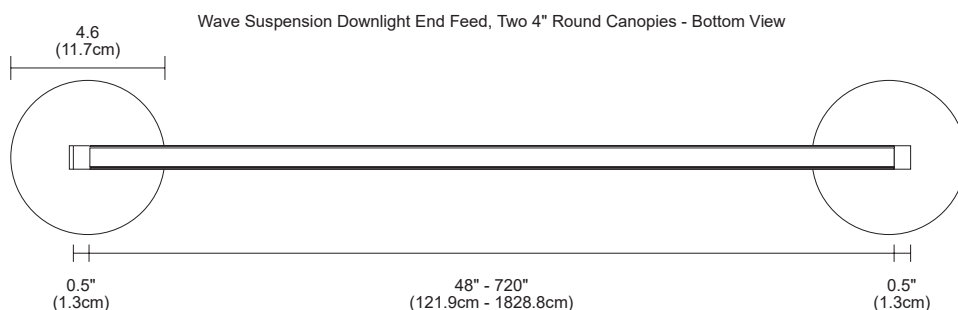 Wave Suspension Downlight End Feed, Two 4" Round Canopies - Bottom View
4.6
(11.7cm)
0.5"
(1.3cm)
48" - 720"
(121.9cm - 1828.8cm)
0.5"
(1.3cm)